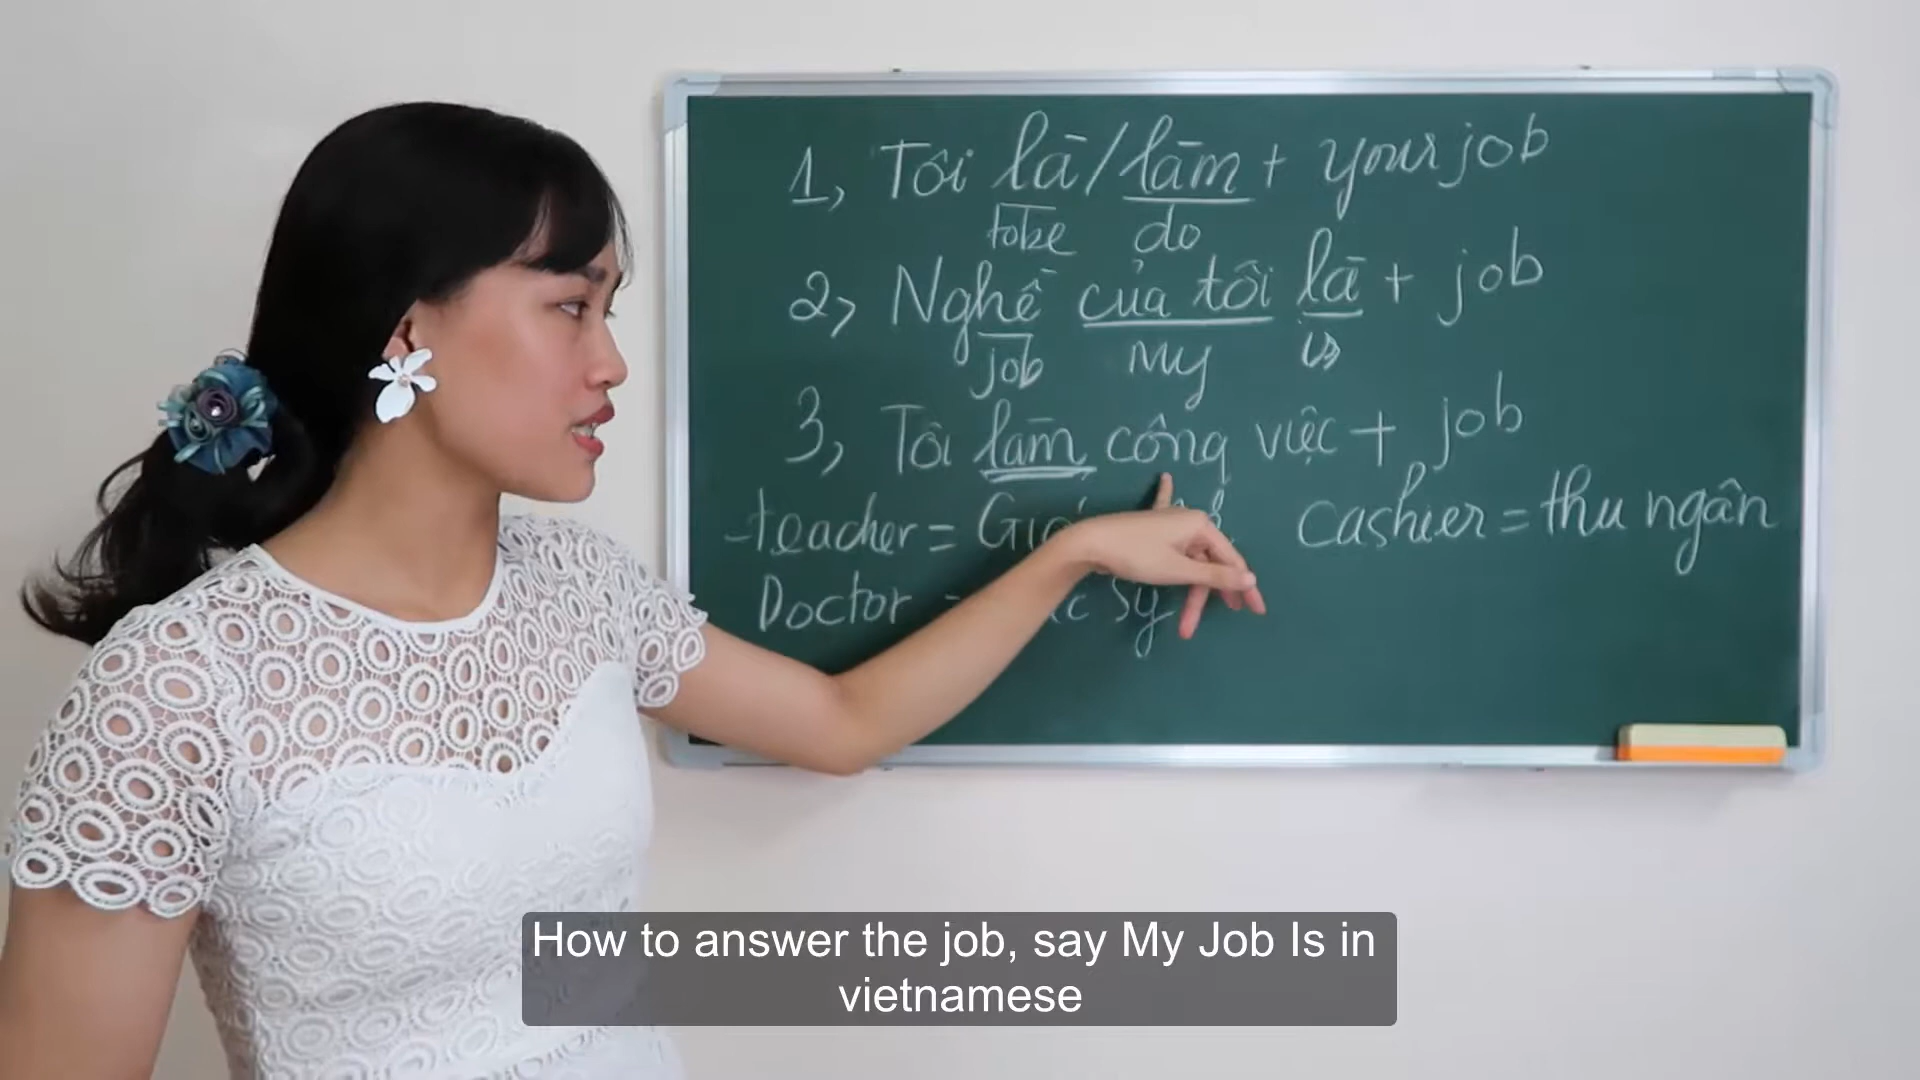 1, Tôi là/làm + your job
tobe do
2, Nghề của tôi là + job
job My is
3, Tôi làm công việc + job
-teacher = cashier = thu ngân
Doctor = sỹ
How to answer the job, say My Job Is in
vietnamese